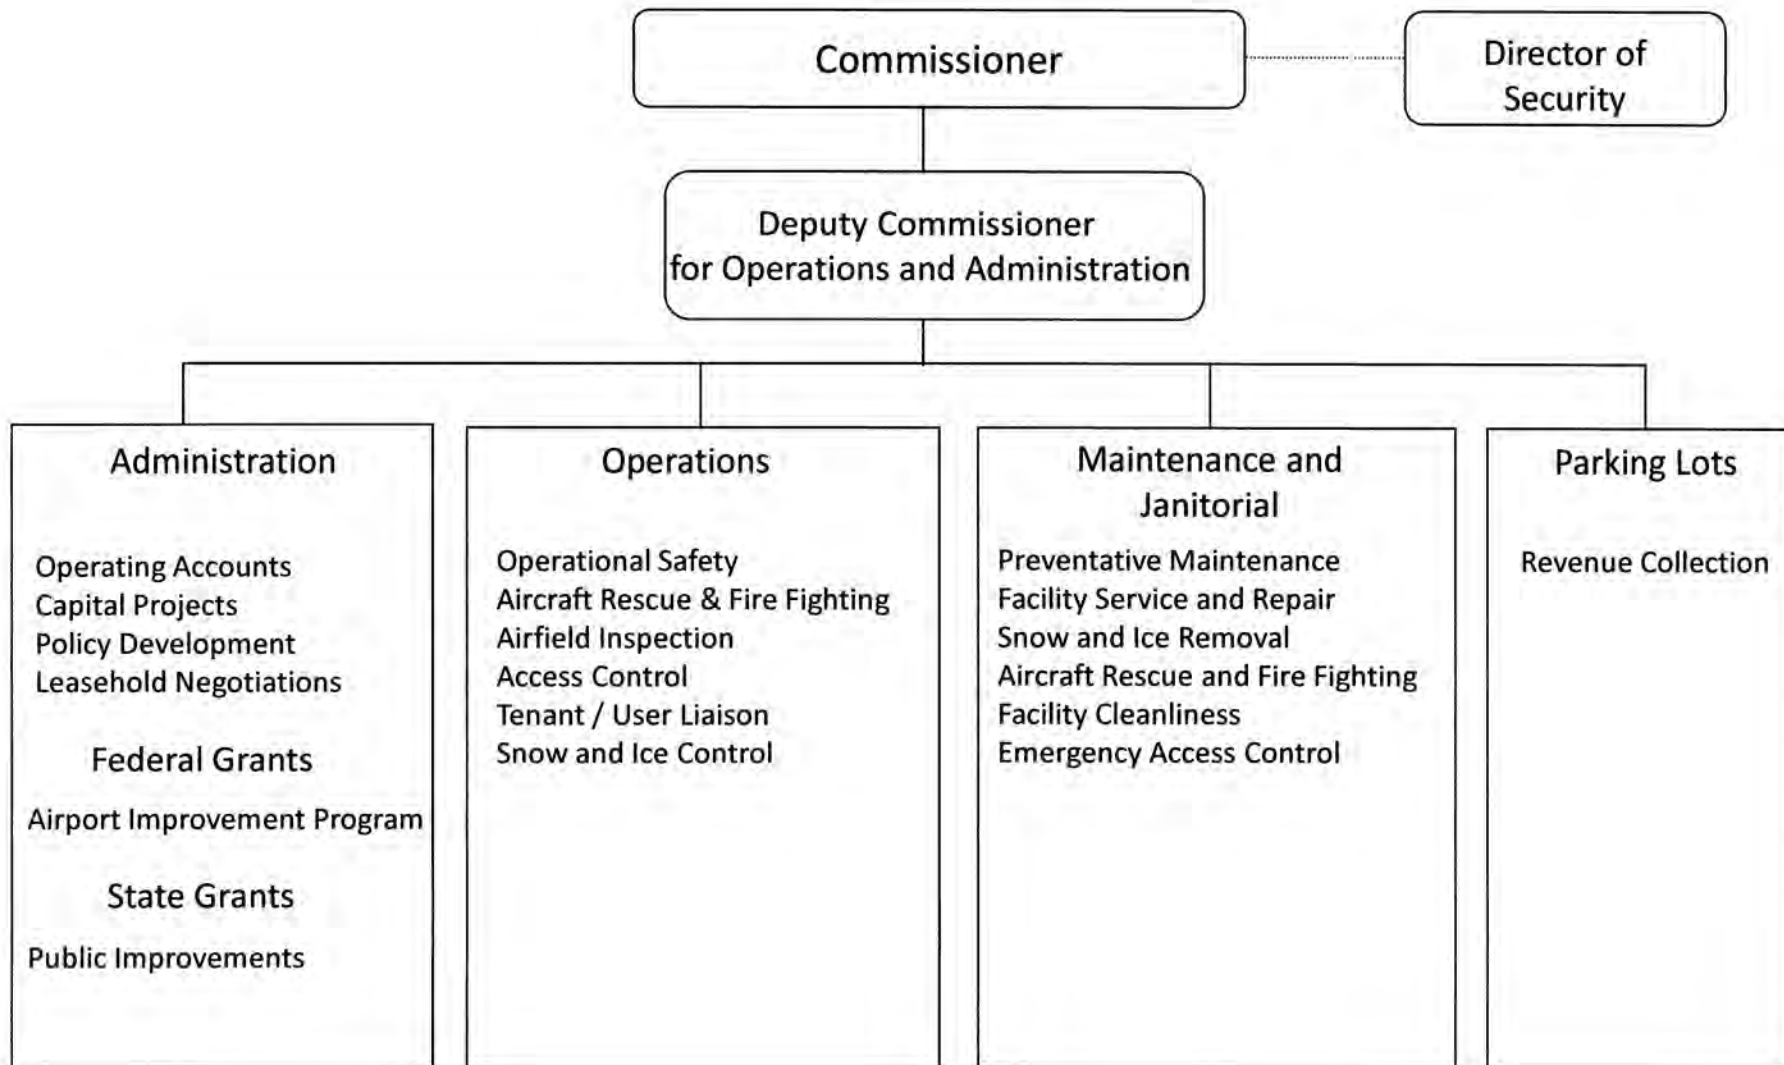 Commissioner
Director of
Security
Deputy Commissioner
for Operations and Administration
Administration
Operating Accounts
Capital Projects
Policy Development
Leasehold Negotiations
Federal Grants
Airport Improvement Program
State Grants
Public Improvements
Operations
Operational Safety
Aircraft Rescue & Fire Fighting
Airfield Inspection
Access Control
Tenant / User Liaison
Snow and Ice Control
Maintenance and
Janitorial
Preventative Maintenance
Facility Service and Repair
Snow and Ice Removal
Aircraft Rescue and Fire Fighting
Facility Cleanliness
Emergency Access Control
Parking Lots
Revenue Collection